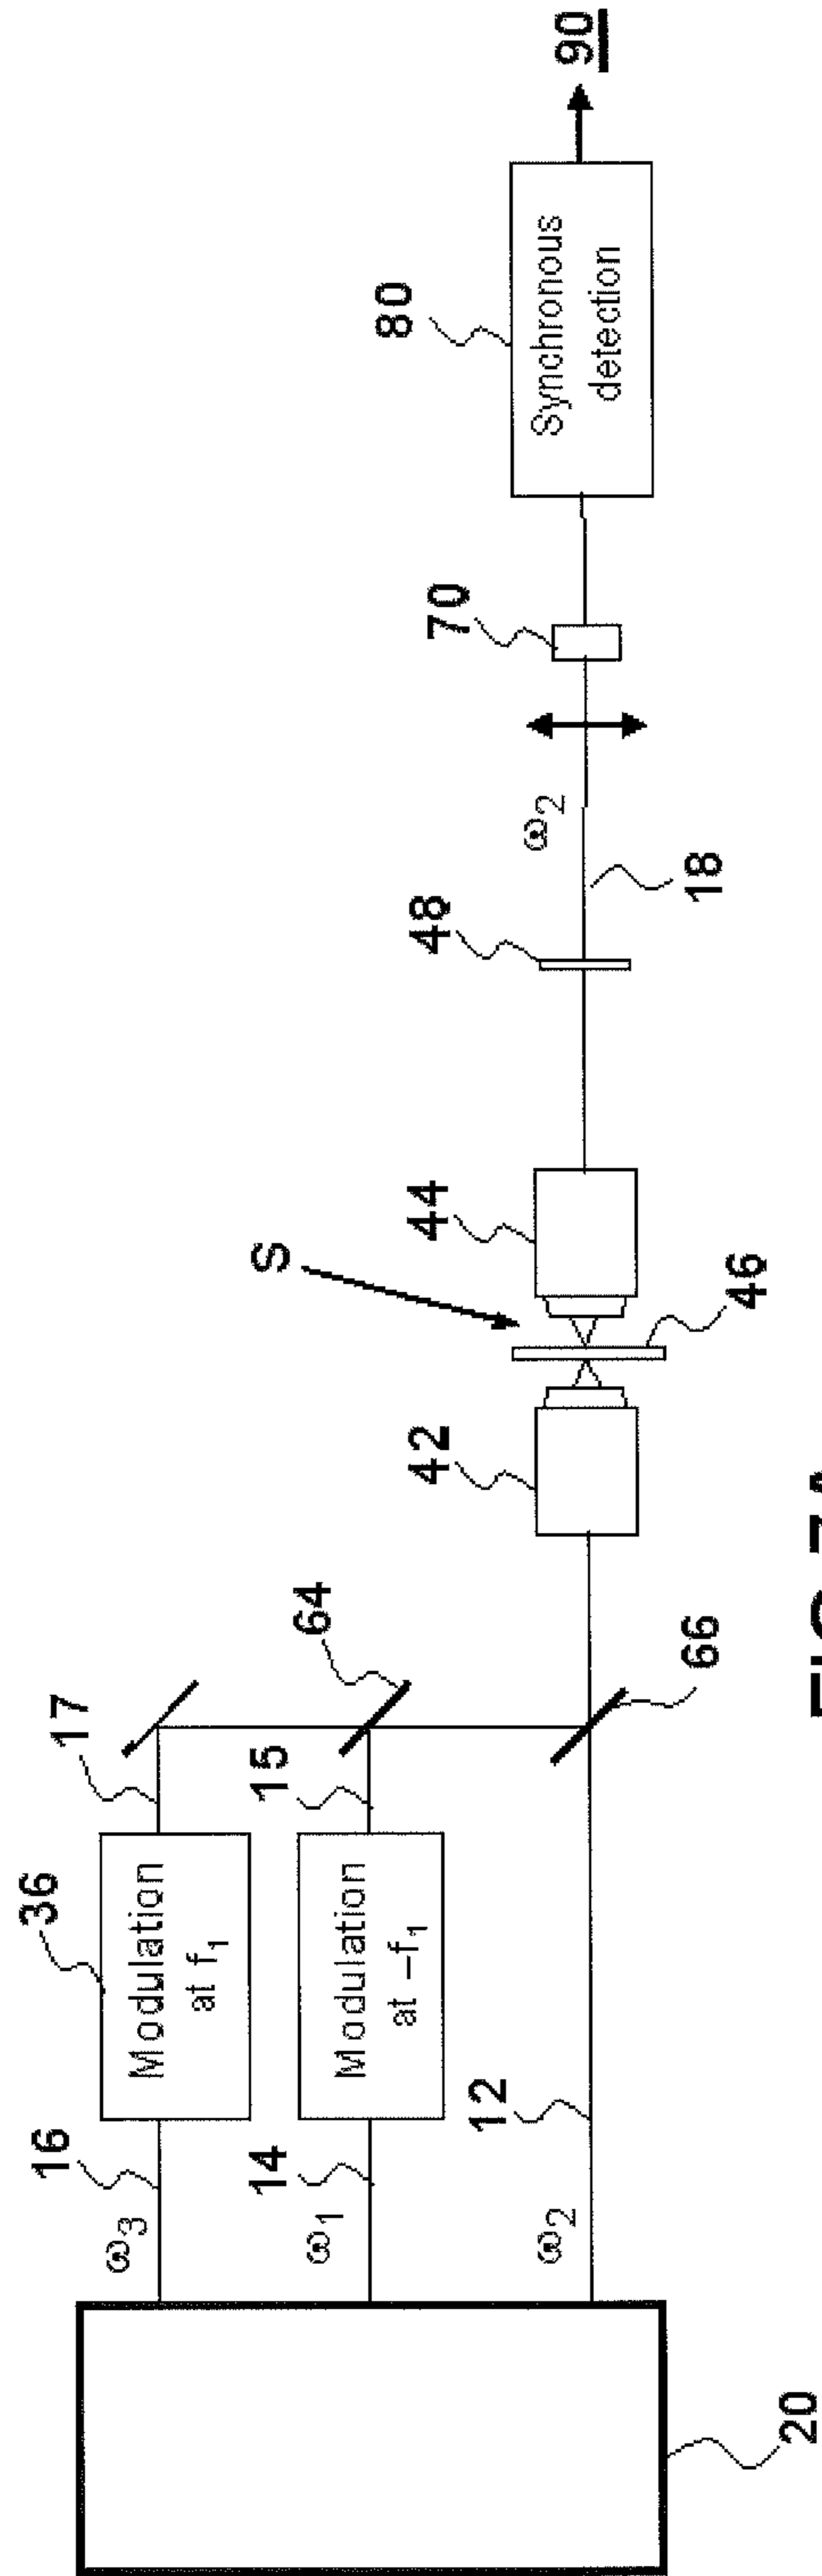 17
36
Modulation
at f₁
16
ω₃
64
15
Modulation
at –f₁
14
ω₁
66
12
ω₂
20
42
S
44
46
48
18
ω₂
70
80
Synchronous
detection
90